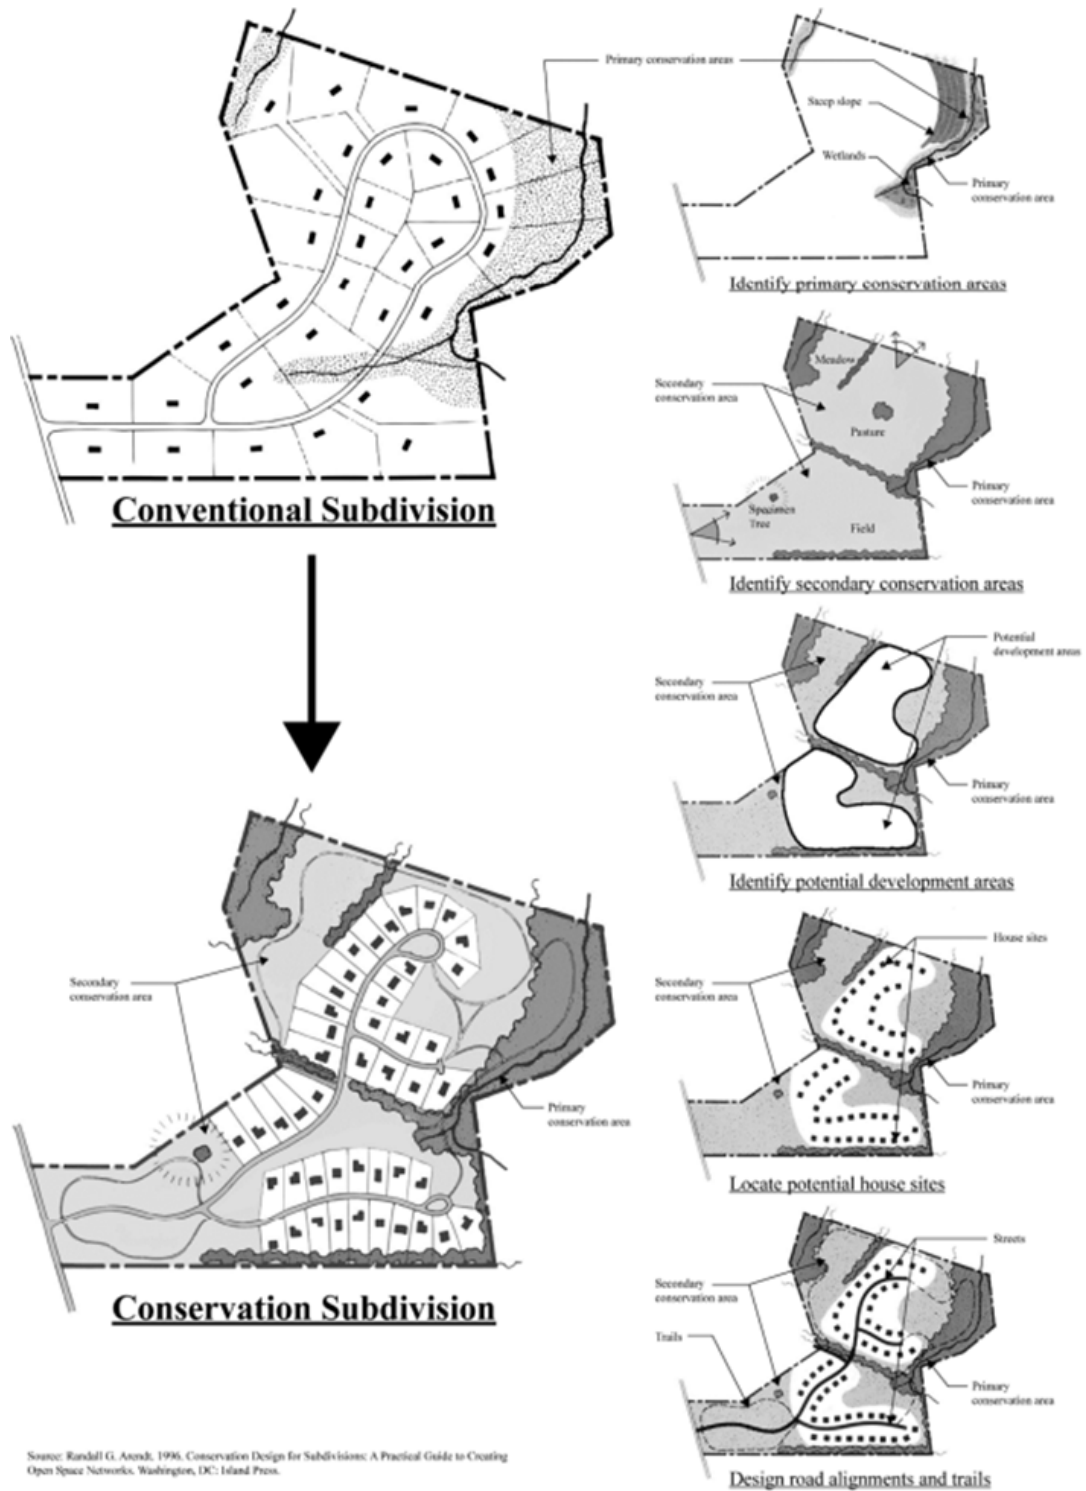 Primary conservation areas
Steep slope
Wetlands
Primary
conservation area
Identify primary conservation areas
Conventional Subdivision
Meadow
Secondary
conservation area
Pasture
Primary
conservation area
Specimen
Tree
Field
Identify secondary conservation areas
Potential
development areas
Secondary
conservation area
Primary
conservation area
Identify potential development areas
House sites
Secondary
conservation area
Primary
conservation area
Locate potential house sites
Streets
Secondary
conservation area
Trails
Primary
conservation area
Design road alignments and trails
Secondary
conservation area
Primary
conservation area
Conservation Subdivision
Source: Randall G. Arendt. 1996. Conservation Design for Subdivisions: A Practical Guide to Creating
Open Space Networks. Washington, DC: Island Press.